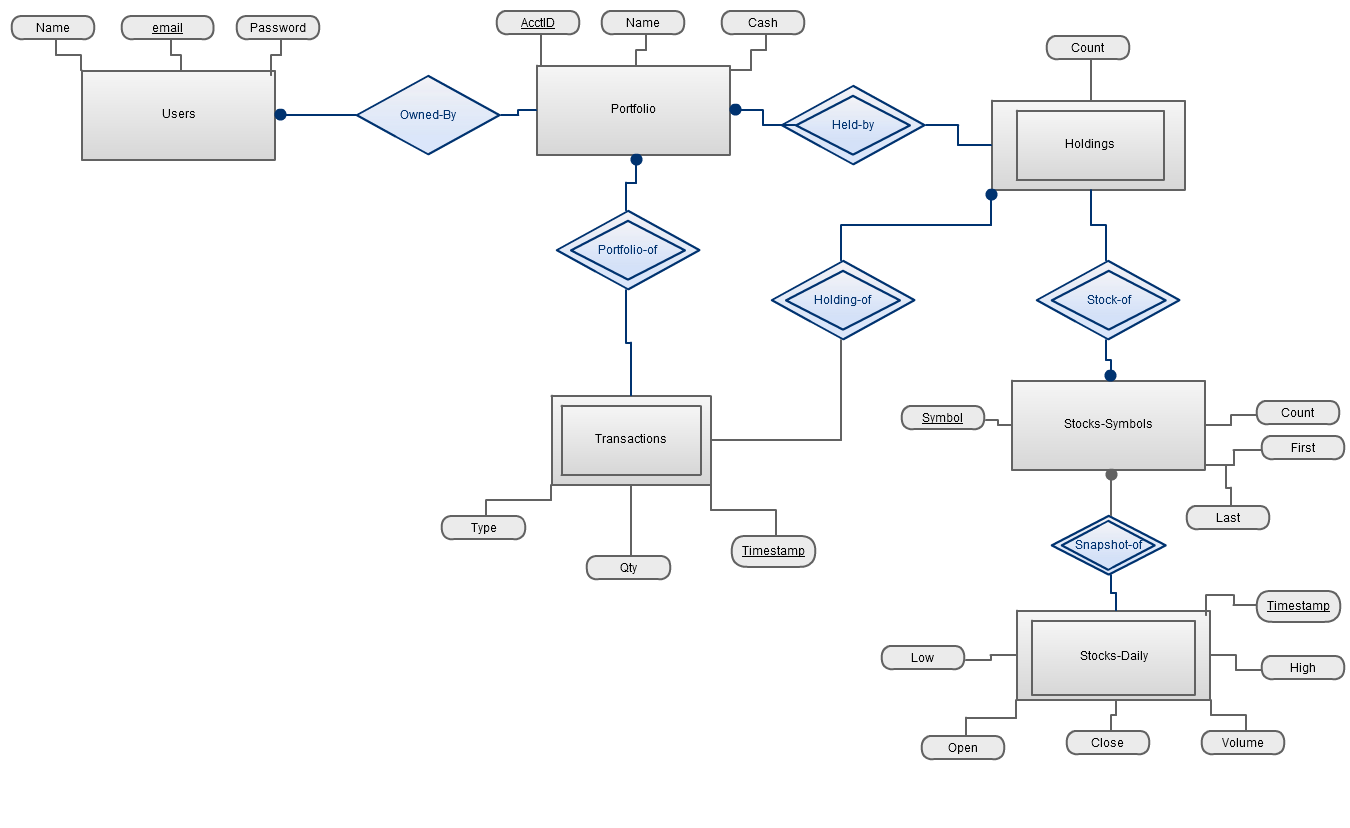 Name
email
Password
AcctID
Name
Cash
Count
Users
Owned-By
Portfolio
Held-by
Holdings
Portfolio-of
Holding-of
Stock-of
Transactions
Symbol
Stocks-Symbols
Count
First
Last
Type
Qty
Timestamp
Snapshot-of
Timestamp
Low
Stocks-Daily
High
Open
Close
Volume